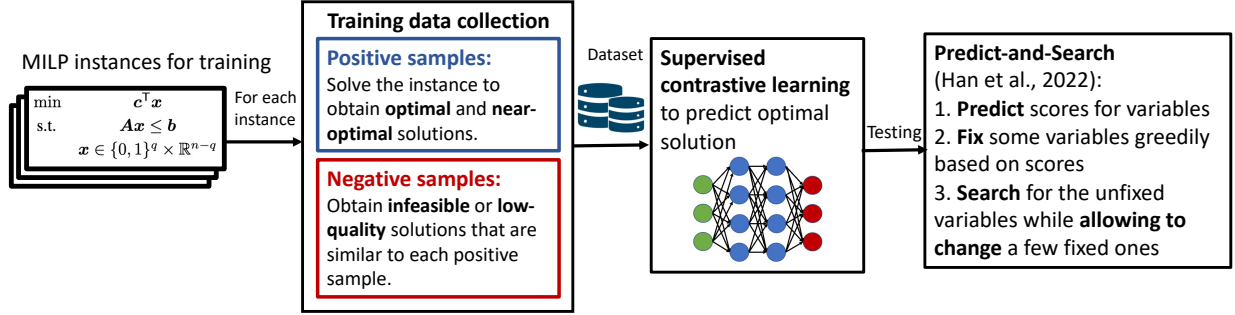 MILP instances for training
min c⊤x
s.t. Ax ≤ b
x ∈ {0, 1}^q × ℝ^{n−q}
For each
instance
Training data collection
Positive samples:
Solve the instance to
obtain optimal and near-
optimal solutions.
Negative samples:
Obtain infeasible or low-
quality solutions that are
similar to each positive
sample.
Dataset
Supervised
contrastive learning
to predict optimal
solution
Testing
Predict-and-Search
(Han et al., 2022):
1. Predict scores for variables
2. Fix some variables greedily
based on scores
3. Search for the unfixed
variables while allowing to
change a few fixed ones